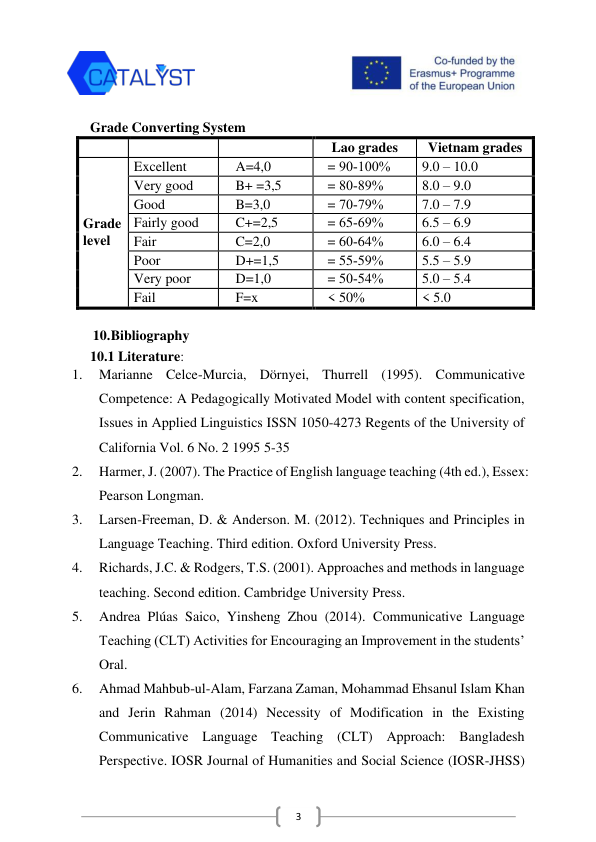 CATALYST
Co-funded by the
Erasmus+ Programme
of the European Union
Grade Converting System
Lao grades Vietnam grades
Grade level
Excellent A=4,0 = 90-100% 9.0 – 10.0
Very good B+ =3,5 = 80-89% 8.0 – 9.0
Good B=3,0 = 70-79% 7.0 – 7.9
Fairly good C+=2,5 = 65-69% 6.5 – 6.9
Fair C=2,0 = 60-64% 6.0 – 6.4
Poor D+=1,5 = 55-59% 5.5 – 5.9
Very poor D=1,0 = 50-54% 5.0 – 5.4
Fail F=x < 50% < 5.0
10.Bibliography
10.1 Literature:
1. Marianne Celce-Murcia, Dörnyei, Thurrell (1995). Communicative
Competence: A Pedagogically Motivated Model with content specification,
Issues in Applied Linguistics ISSN 1050-4273 Regents of the University of
California Vol. 6 No. 2 1995 5-35
2. Harmer, J. (2007). The Practice of English language teaching (4th ed.), Essex:
Pearson Longman.
3. Larsen-Freeman, D. & Anderson. M. (2012). Techniques and Principles in
Language Teaching. Third edition. Oxford University Press.
4. Richards, J.C. & Rodgers, T.S. (2001). Approaches and methods in language
teaching. Second edition. Cambridge University Press.
5. Andrea Plúas Saico, Yinsheng Zhou (2014). Communicative Language
Teaching (CLT) Activities for Encouraging an Improvement in the students’
Oral.
6. Ahmad Mahbub-ul-Alam, Farzana Zaman, Mohammad Ehsanul Islam Khan
and Jerin Rahman (2014) Necessity of Modification in the Existing
Communicative Language Teaching (CLT) Approach: Bangladesh
Perspective. IOSR Journal of Humanities and Social Science (IOSR-JHSS)
3